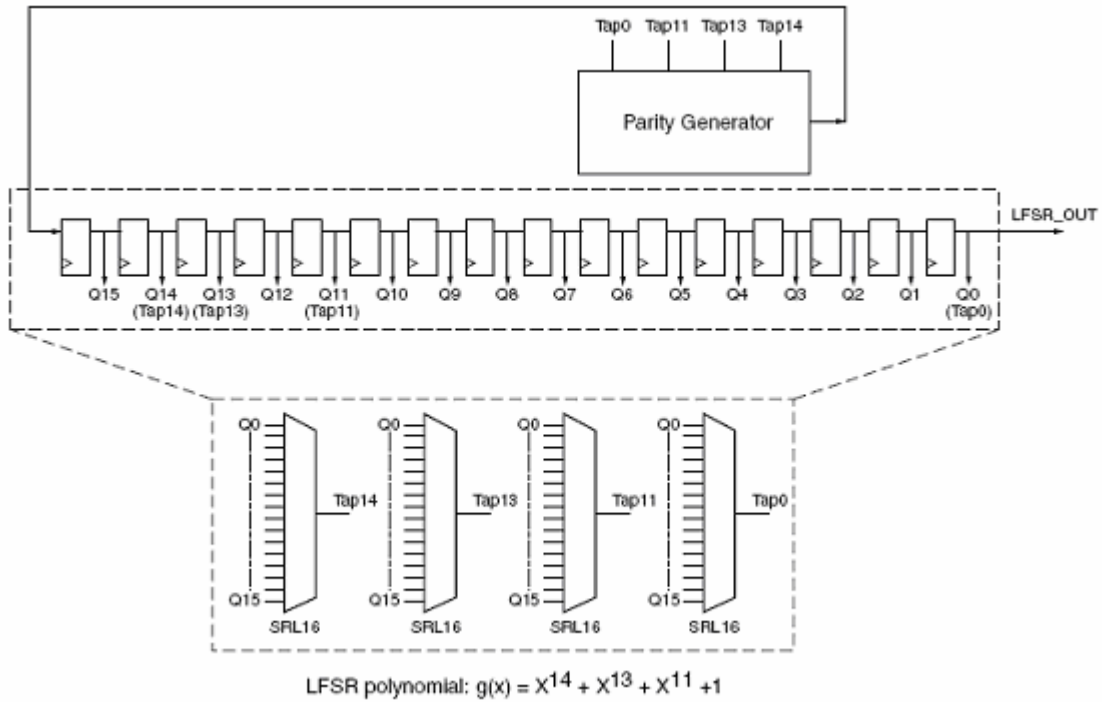 Tap0 Tap11 Tap13 Tap14
Parity Generator
LFSR_OUT
Q15 Q14 Q13 Q12 Q11 Q10 Q9 Q8 Q7 Q6 Q5 Q4 Q3 Q2 Q1 Q0
(Tap14) (Tap13) (Tap11) (Tap0)
Q0 Q0 Q0 Q0
Tap14 Tap13 Tap11 Tap0
Q15 Q15 Q15 Q15
SRL16 SRL16 SRL16 SRL16
LFSR polynomial: g(x) = X¹⁴ + X¹³ + X¹¹ +1